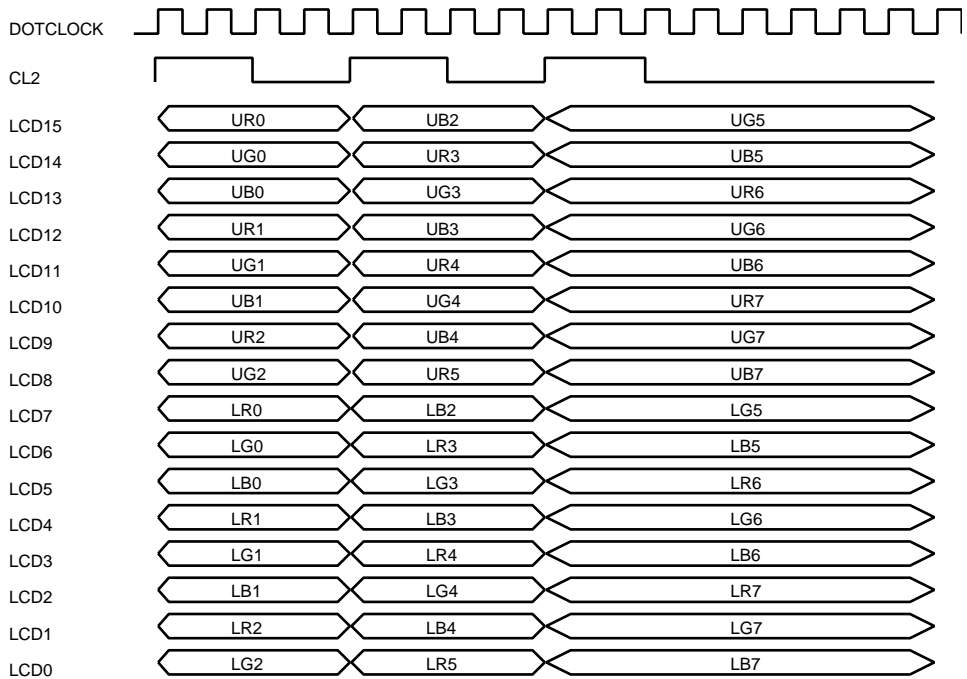 DOTCLOCK
CL2
LCD15 UR0 UB2 UG5
LCD14 UG0 UR3 UB5
LCD13 UB0 UG3 UR6
LCD12 UR1 UB3 UG6
LCD11 UG1 UR4 UB6
LCD10 UB1 UG4 UR7
LCD9 UR2 UB4 UG7
LCD8 UG2 UR5 UB7
LCD7 LR0 LB2 LG5
LCD6 LG0 LR3 LB5
LCD5 LB0 LG3 LR6
LCD4 LR1 LB3 LG6
LCD3 LG1 LR4 LB6
LCD2 LB1 LG4 LR7
LCD1 LR2 LB4 LG7
LCD0 LG2 LR5 LB7